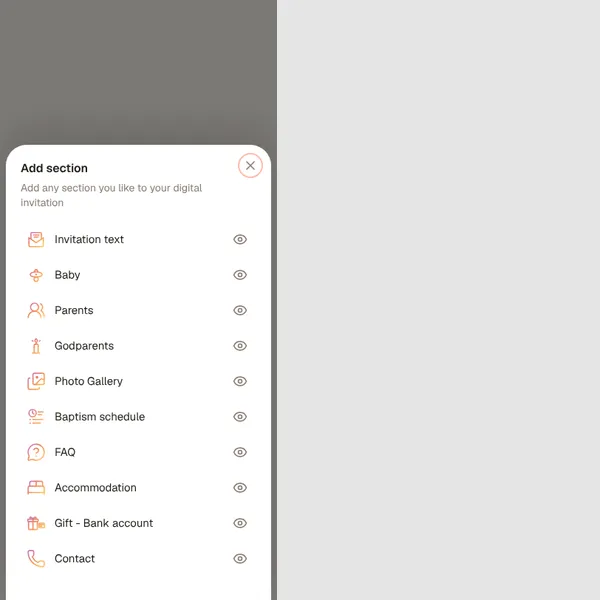 Add section
Add any section you like to your digital
invitation
Invitation text
Baby
Parents
Godparents
Photo Gallery
Baptism schedule
FAQ
Accommodation
Gift - Bank account
Contact